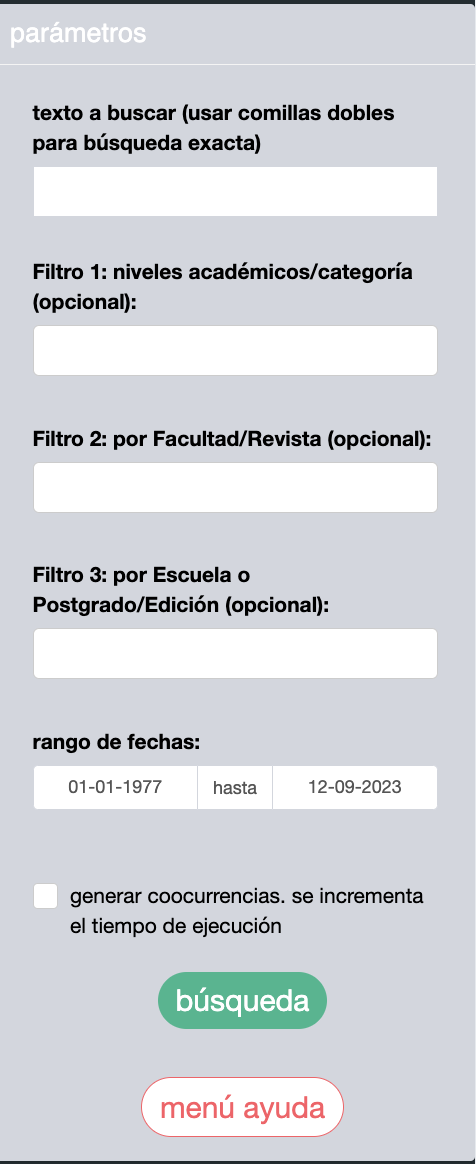 parámetros
texto a buscar (usar comillas dobles
para búsqueda exacta)
Filtro 1: niveles académicos/categoría
(opcional):
Filtro 2: por Facultad/Revista (opcional):
Filtro 3: por Escuela o
Postgrado/Edición (opcional):
rango de fechas:
01-01-1977 hasta 12-09-2023
generar coocurrencias. se incrementa
el tiempo de ejecución
búsqueda
menú ayuda